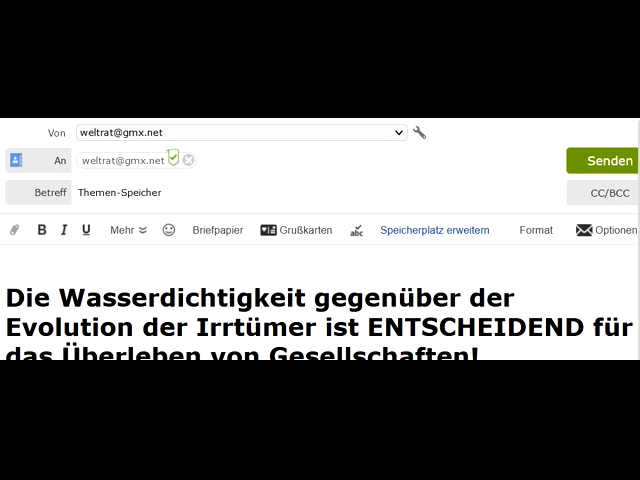 Von weltrat@gmx.net
An weltrat@gmx.net Senden
Betreff Themen-Speicher CC/BCC
B I U Mehr Briefpapier Grußkarten abc Speicherplatz erweitern Format Optionen
Die Wasserdichtigkeit gegenüber der
Evolution der Irrtümer ist ENTSCHEIDEND für
das Überleben von Gesellschaften!